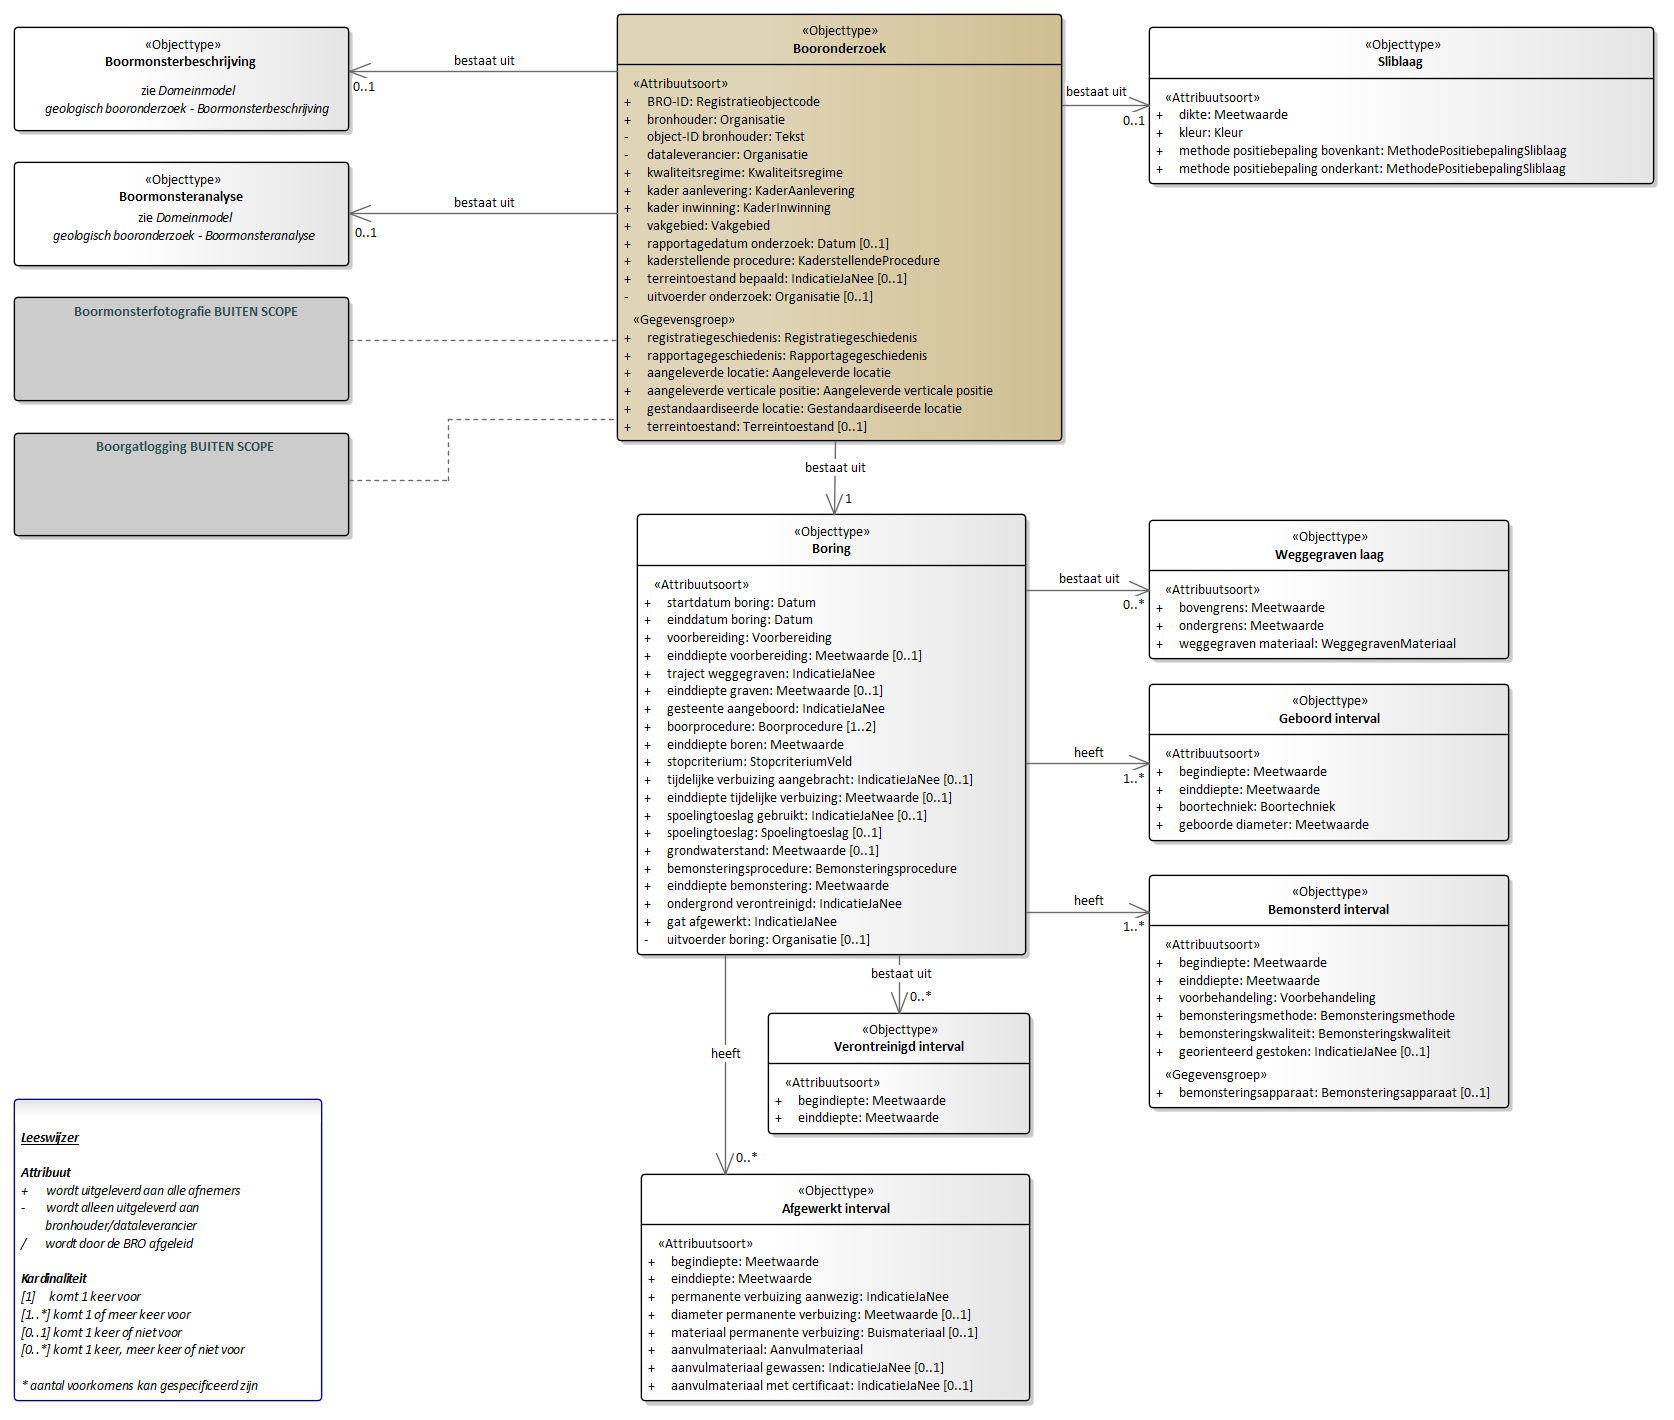 «Objecttype»
Boormonsterbeschrijving
zie Domeinmodel
geologisch booronderzoek - Boormonsterbeschrijving
bestaat uit
0..1
«Objecttype»
Boormonsteranalyse
zie Domeinmodel
geologisch booronderzoek - Boormonsteranalyse
bestaat uit
0..1
Boormonsterfotografie BUITEN SCOPE
Boorgatlogging BUITEN SCOPE
«Objecttype»
Booronderzoek
«Attribuutsoort»
+ BRO-ID: Registratieobjectcode
+ bronhouder: Organisatie
- object-ID bronhouder: Tekst
- dataleverancier: Organisatie
+ kwaliteitsregime: Kwaliteitsregime
+ kader aanlevering: KaderAanlevering
+ kader inwinning: KaderInwinning
+ vakgebied: Vakgebied
+ rapportagedatum onderzoek: Datum [0..1]
+ kaderstellende procedure: KaderstellendeProcedure
+ terreintoestand bepaald: IndicatieJaNee [0..1]
- uitvoerder onderzoek: Organisatie [0..1]
«Gegevensgroep»
+ registratiegeschiedenis: Registratiegeschiedenis
+ rapportagegeschiedenis: Rapportagegeschiedenis
+ aangeleverde locatie: Aangeleverde locatie
+ aangeleverde verticale positie: Aangeleverde verticale positie
+ gestandaardiseerde locatie: Gestandaardiseerde locatie
+ terreintoestand: Terreintoestand [0..1]
bestaat uit
0..1
«Objecttype»
Sliblaag
«Attribuutsoort»
+ dikte: Meetwaarde
+ kleur: Kleur
+ methode positiebepaling bovenkant: MethodePositiebepalingSliblaag
+ methode positiebepaling onderkant: MethodePositiebepalingSliblaag
bestaat uit
1
«Objecttype»
Boring
«Attribuutsoort»
+ startdatum boring: Datum
+ einddatum boring: Datum
+ voorbereiding: Voorbereiding
+ einddiepte voorbereiding: Meetwaarde [0..1]
+ traject weggegraven: IndicatieJaNee
+ einddiepte graven: Meetwaarde [0..1]
+ gesteente aangeboord: IndicatieJaNee
+ boorprocedure: Boorprocedure [1..2]
+ einddiepte boren: Meetwaarde
+ stopcriterium: StopcriteriumVeld
+ tijdelijke verbuizing aangebracht: IndicatieJaNee [0..1]
+ einddiepte tijdelijke verbuizing: Meetwaarde [0..1]
+ spoelingtoeslag gebruikt: IndicatieJaNee [0..1]
+ spoelingtoeslag: Spoelingtoeslag [0..1]
+ grondwaterstand: Meetwaarde [0..1]
+ bemonsteringsprocedure: Bemonsteringsprocedure
+ einddiepte bemonstering: Meetwaarde
+ ondergrond verontreinigd: IndicatieJaNee
+ gat afgewerkt: IndicatieJaNee
- uitvoerder boring: Organisatie [0..1]
bestaat uit
0..*
«Objecttype»
Weggegraven laag
«Attribuutsoort»
+ bovengrens: Meetwaarde
+ ondergrens: Meetwaarde
+ weggegraven materiaal: WeggegravenMateriaal
heeft
1..*
«Objecttype»
Geboord interval
«Attribuutsoort»
+ begindiepte: Meetwaarde
+ einddiepte: Meetwaarde
+ boortechniek: Boortechniek
+ geboorde diameter: Meetwaarde
heeft
1..*
«Objecttype»
Bemonsterd interval
«Attribuutsoort»
+ begindiepte: Meetwaarde
+ einddiepte: Meetwaarde
+ voorbehandeling: Voorbehandeling
+ bemonsteringsmethode: Bemonsteringsmethode
+ bemonsteringskwaliteit: Bemonsteringskwaliteit
+ georienteerd gestoken: IndicatieJaNee [0..1]
«Gegevensgroep»
+ bemonsteringsapparaat: Bemonsteringsapparaat [0..1]
bestaat uit
0..*
«Objecttype»
Verontreinigd interval
«Attribuutsoort»
+ begindiepte: Meetwaarde
+ einddiepte: Meetwaarde
heeft
0..*
«Objecttype»
Afgewerkt interval
«Attribuutsoort»
+ begindiepte: Meetwaarde
+ einddiepte: Meetwaarde
+ permanente verbuizing aanwezig: IndicatieJaNee
+ diameter permanente verbuizing: Meetwaarde [0..1]
+ materiaal permanente verbuizing: Buismateriaal [0..1]
+ aanvulmateriaal: Aanvulmateriaal
+ aanvulmateriaal gewassen: IndicatieJaNee [0..1]
+ aanvulmateriaal met certificaat: IndicatieJaNee [0..1]
Leeswijzer
Attribuut
+ wordt uitgeleverd aan alle afnemers
- wordt alleen uitgeleverd aan
bronhouder/dataleverancier
/ wordt door de BRO afgeleid
Kardinaliteit
[1] komt 1 keer voor
[1..*] komt 1 of meer keer voor
[0..1] komt 1 keer of niet voor
[0..*] komt 1 keer, meer keer of niet voor
* aantal voorkomens kan gespecificeerd zijn